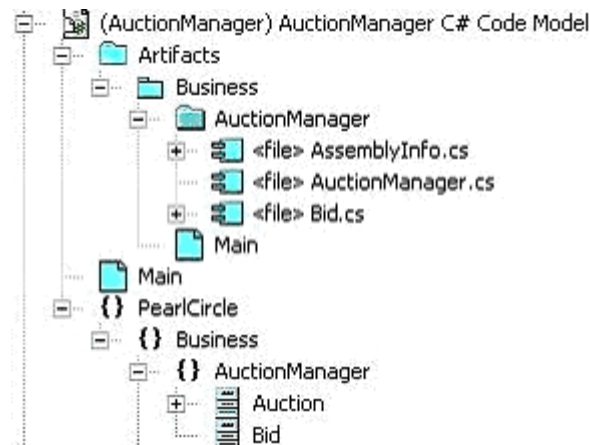 (AuctionManager) AuctionManager C# Code Model
Artifacts
Business
AuctionManager
<file> AssemblyInfo.cs
<file> AuctionManager.cs
<file> Bid.cs
Main
Main
{} PearlCircle
{} Business
{} AuctionManager
Auction
Bid